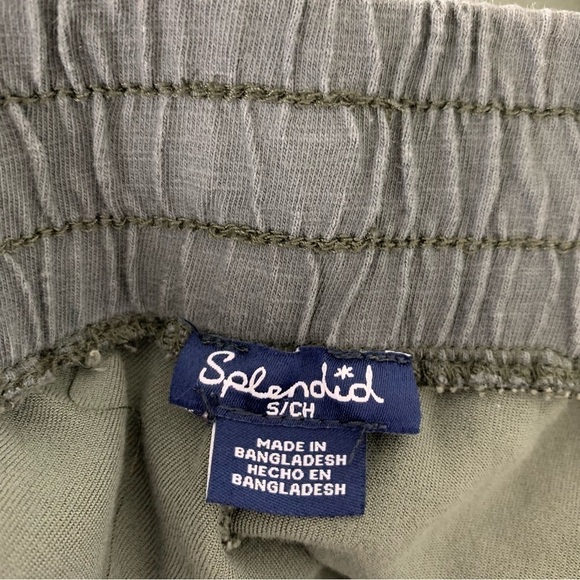 Splendid
S/CH
MADE IN
BANGLADESH
HECHO EN
BANGLADESH